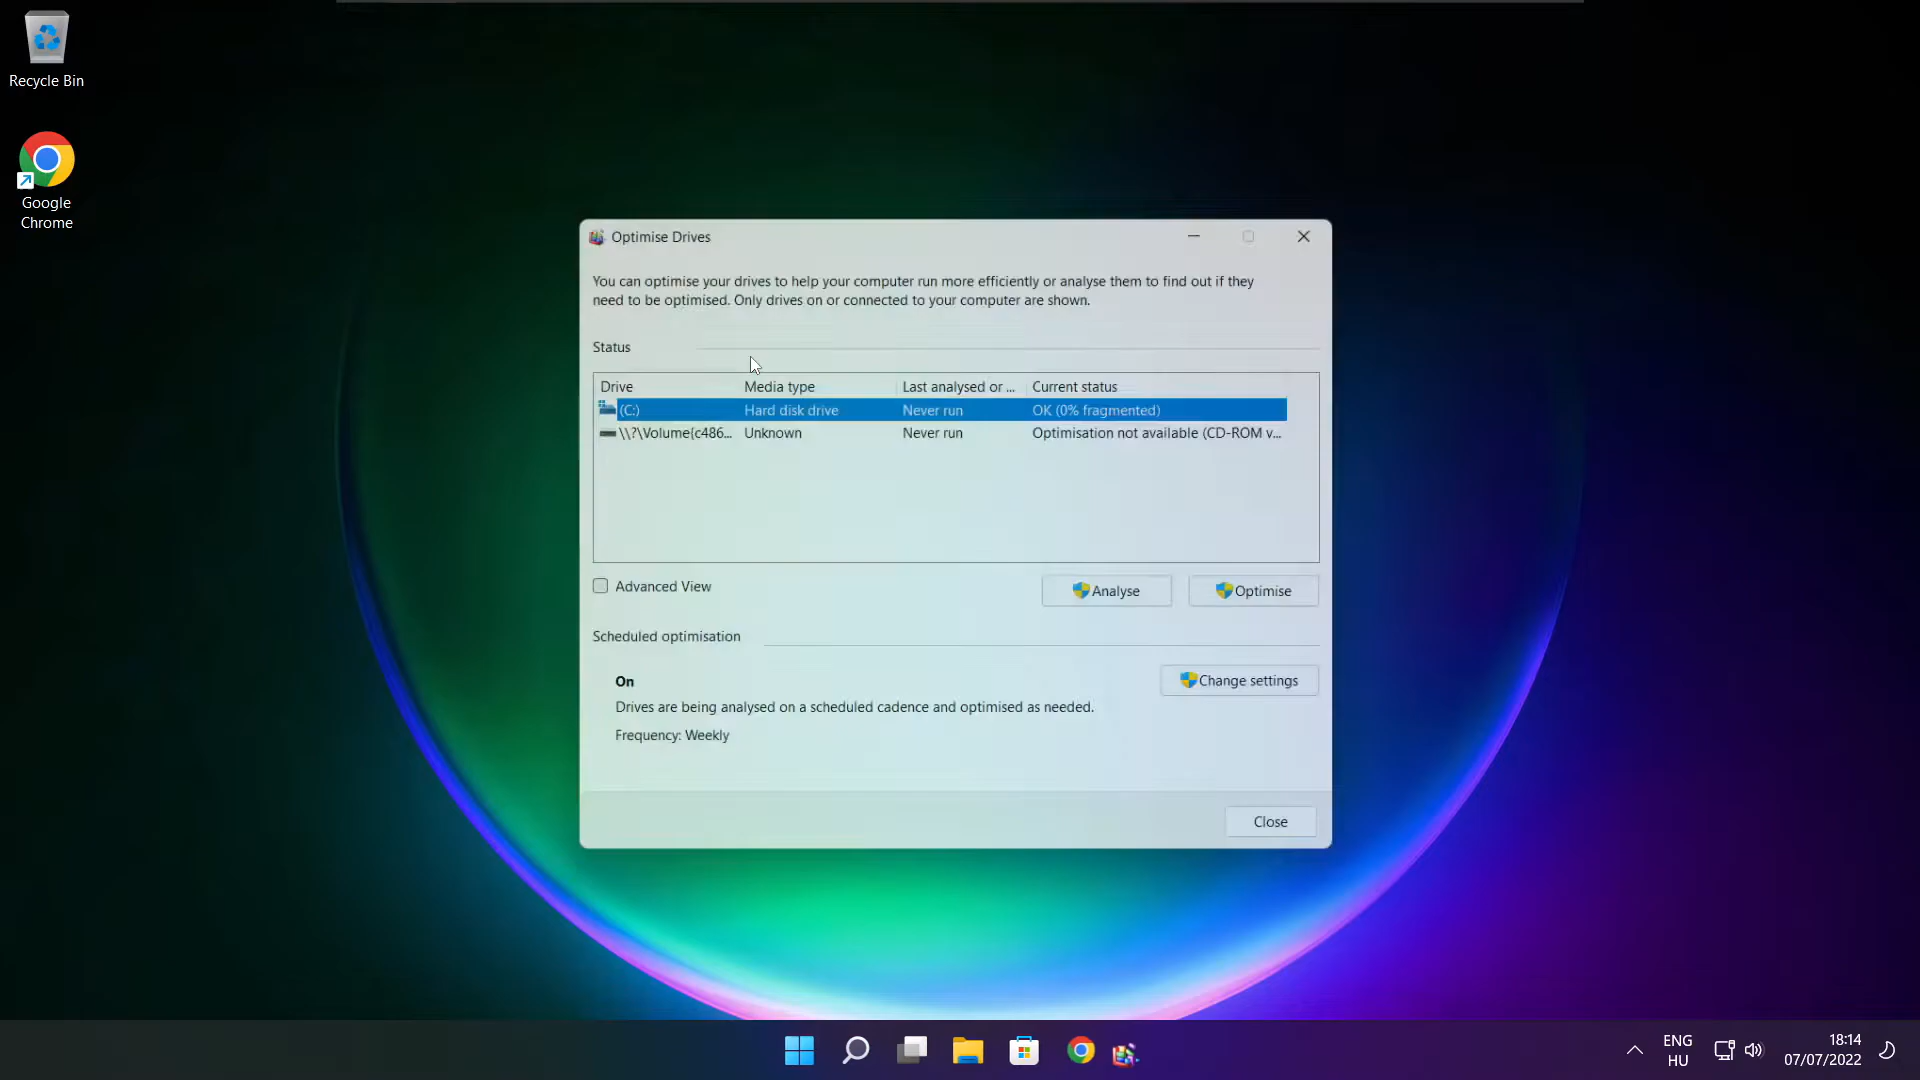 Recycle Bin
Google
Chrome
Optimise Drives
You can optimise your drives to help your computer run more efficiently or analyse them to find out if they
need to be optimised. Only drives on or connected to your computer are shown.
Status
Drive Media type Last analysed or ... Current status
(C:) Hard disk drive Never run OK (0% fragmented)
\\?\Volume{c486... Unknown Never run Optimisation not available (CD-ROM v...
Advanced View Analyse Optimise
Scheduled optimisation
On Change settings
Drives are being analysed on a scheduled cadence and optimised as needed.
Frequency: Weekly
Close
ENG 18:14
HU 07/07/2022